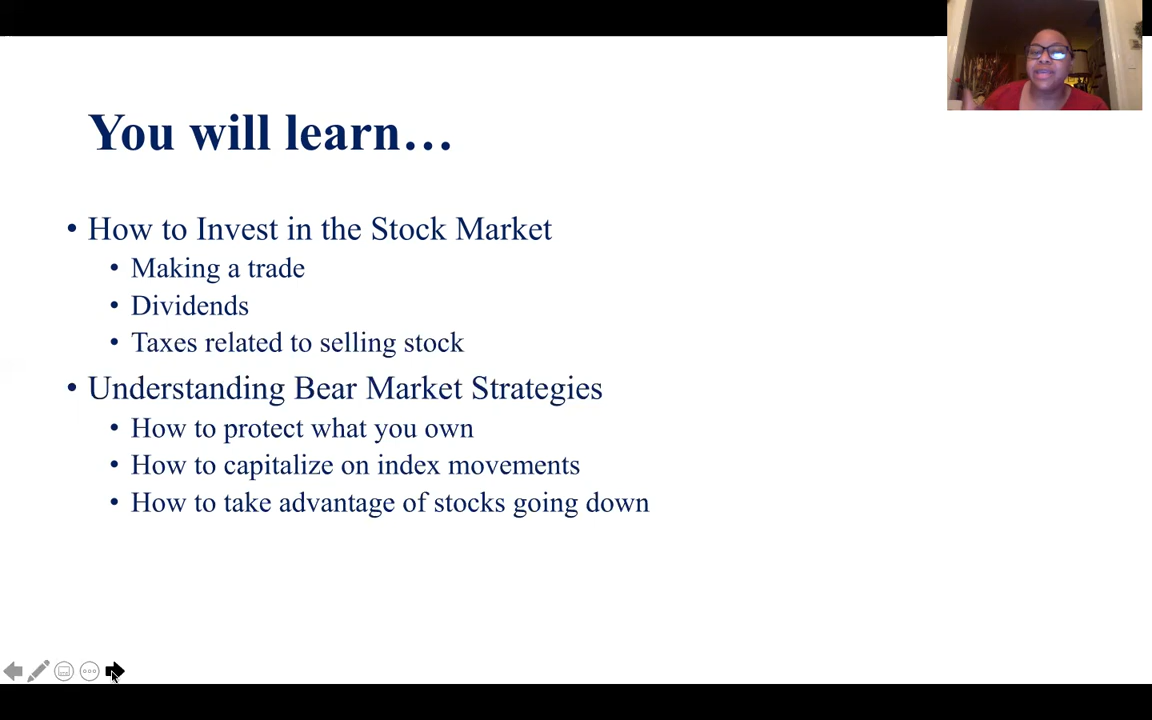 You will learn…
• How to Invest in the Stock Market
• Making a trade
• Dividends
• Taxes related to selling stock
• Understanding Bear Market Strategies
• How to protect what you own
• How to capitalize on index movements
• How to take advantage of stocks going down